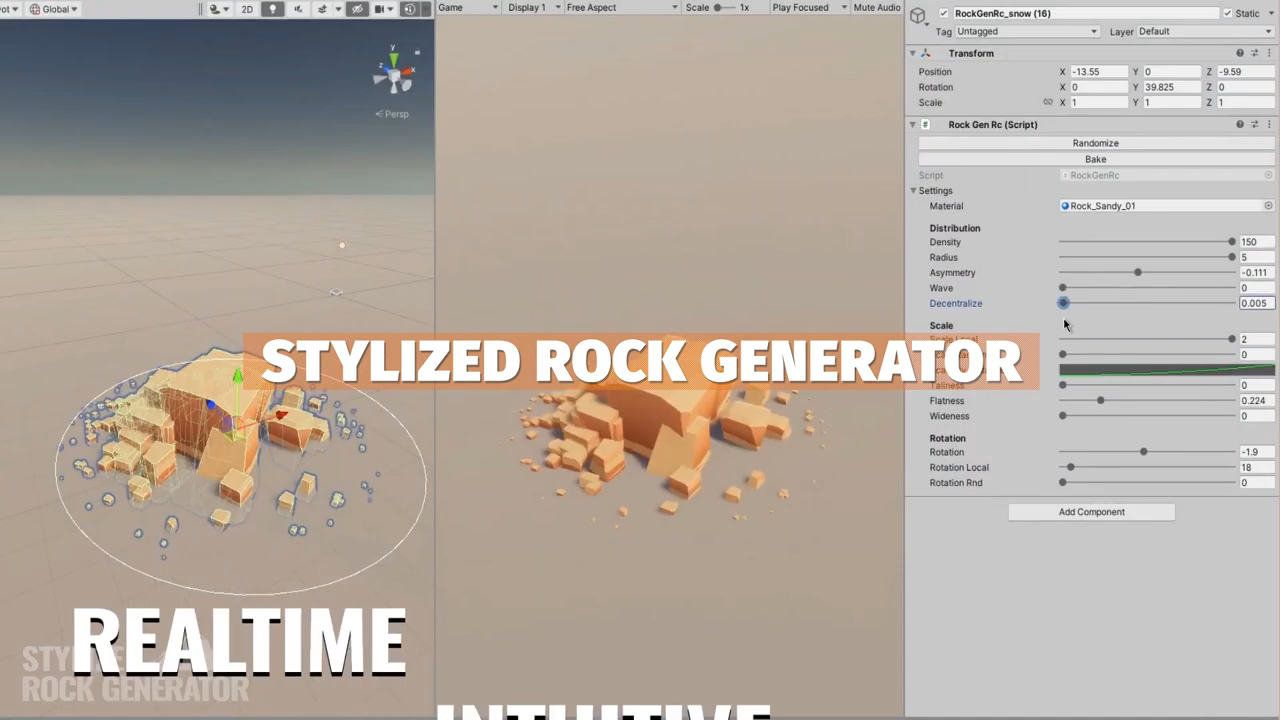 ot
Global
2D
Game
Display 1
Free Aspect
Scale
1x
Play Focused
Mute Audio
y
z
x
Persp
RockGenRc_snow (16)
Static
Tag Untagged
Layer Default
Transform
Position X -13.55 Y 0 Z -9.59
Rotation X 0 Y 39.825 Z 0
Scale X 1 Y 1 Z 1
# Rock Gen Rc (Script)
Randomize
Bake
Script RockGenRc
Settings
Material Rock_Sandy_01
Distribution
Density 150
Radius 5
Asymmetry -0.111
Wave 0
Decentralize 0.005
Scale
2
0
Tallness 0
Flatness 0.224
Wideness 0
Rotation
Rotation -1.9
Rotation Local 18
Rotation Rnd 0
Add Component
STYLIZED ROCK GENERATOR
REALTIME
ROCK GENERATOR
INTUITIVE